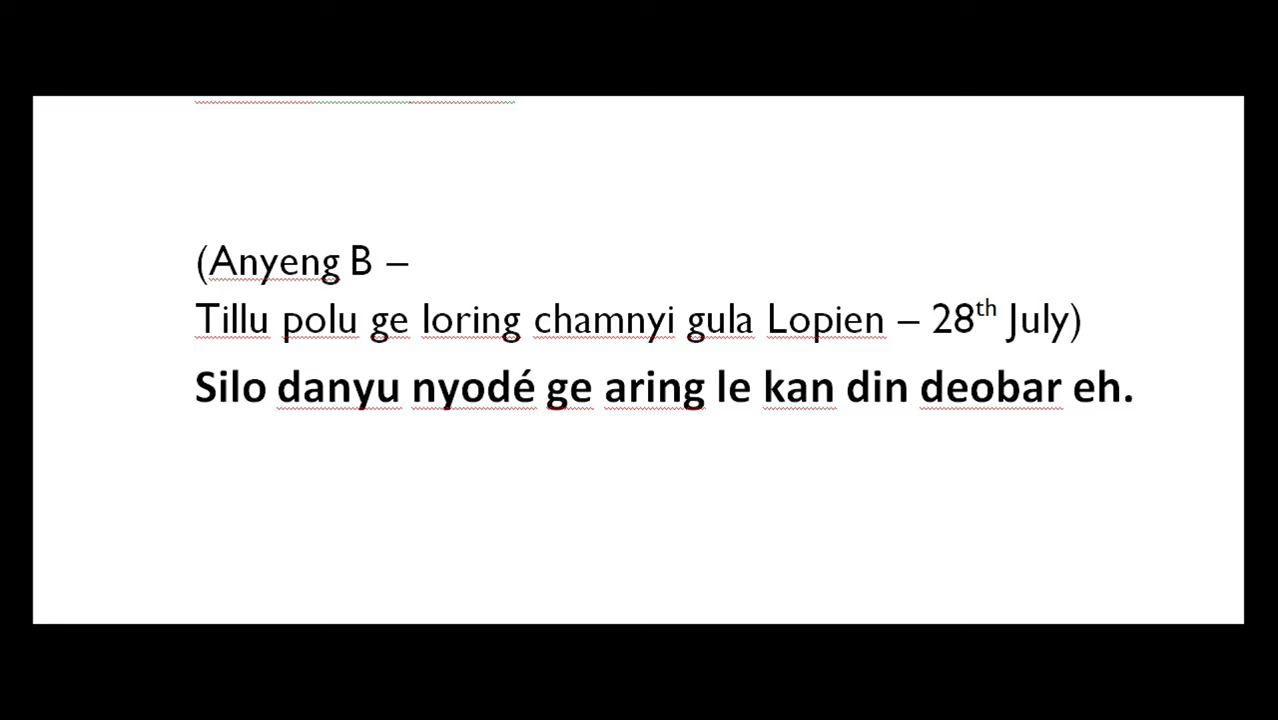 (Anyeng B –
Tillu polu ge loring chamnyi gula Lopien – 28th July)
Silo danyu nyodé ge aring le kan din deobar eh.